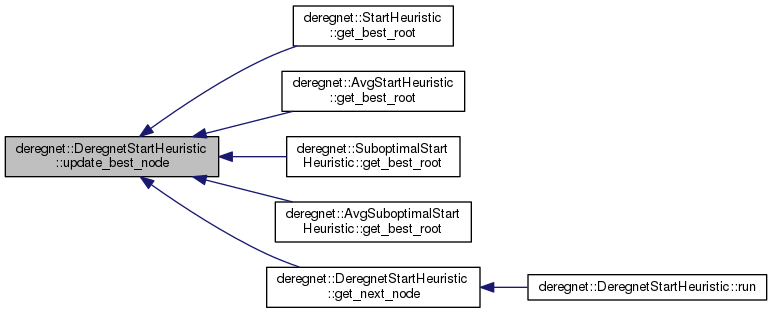 deregnet::StartHeuristic
::get_best_root
deregnet::AvgStartHeuristic
::get_best_root
deregnet::DeregnetStartHeuristic
::update_best_node
deregnet::SuboptimalStart
Heuristic::get_best_root
deregnet::AvgSuboptimalStart
Heuristic::get_best_root
deregnet::DeregnetStartHeuristic
::get_next_node
deregnet::DeregnetStartHeuristic::run